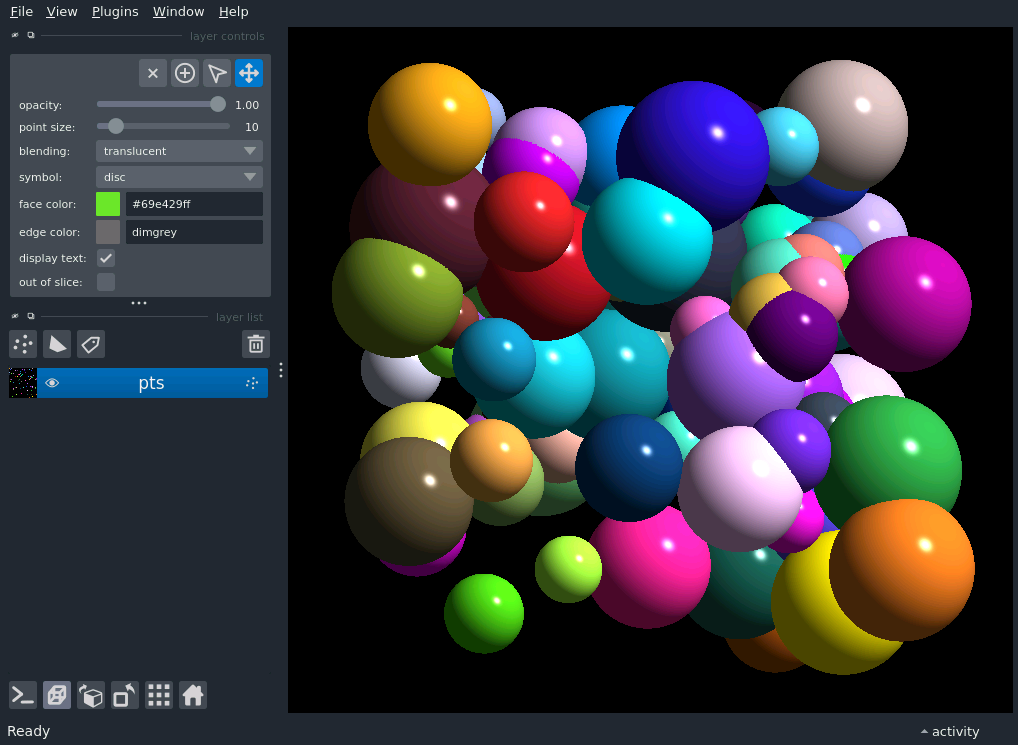 File View Plugins Window Help
layer controls
opacity: 1.00
point size: 10
blending: translucent
symbol: disc
face color: #69e429ff
edge color: dimgrey
display text:
out of slice:
layer list
pts
Ready
activity